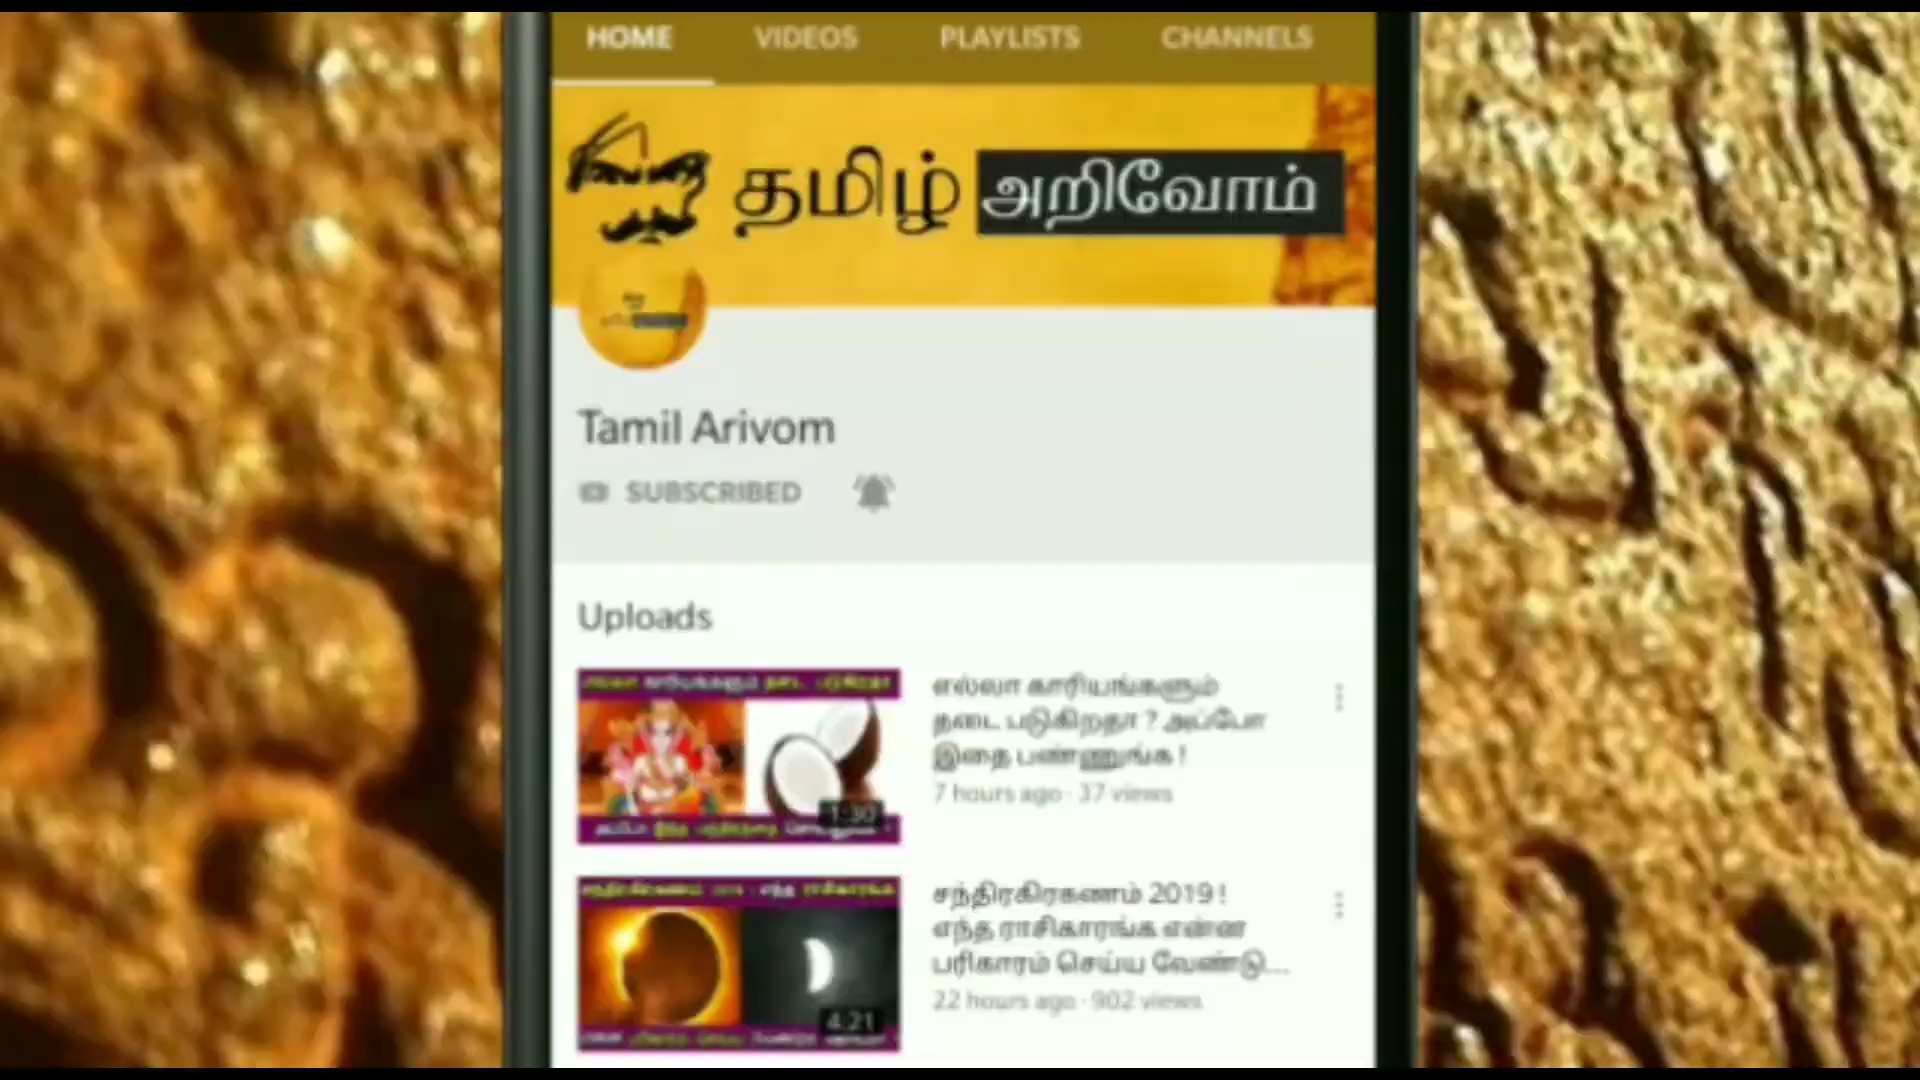 HOME VIDEOS PLAYLISTS CHANNELS
தமிழ் அறிவோம்
Tamil Arivom
SUBSCRIBED
Uploads
எல்லா காரியங்களும்
தடை படுகிறதா ? அப்போ
இதை பண்ணுங்க !
7 hours ago · 37 views
1:30
சந்திரகிரகணம் 2019 !
எந்த ராசிகாரங்க என்ன
பரிகாரம் செய்ய வேண்டு...
22 hours ago · 902 views
4:21